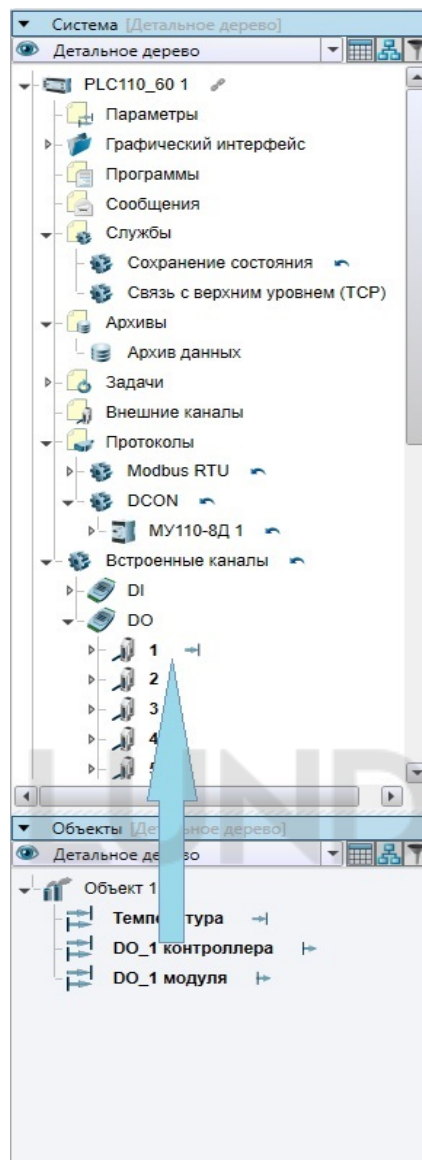 Система [Детальное дерево]
Детальное дерево
PLC110_60 1
Параметры
Графический интерфейс
Программы
Сообщения
Службы
Сохранение состояния
Связь с верхним уровнем (TCP)
Архивы
Архив данных
Задачи
Внешние каналы
Протоколы
Modbus RTU
DCON
МУ110-8Д 1
Встроенные каналы
DI
DO
1
2
3
4
5
LUND
Объекты [Детальное дерево]
Детальное дерево
Объект 1
Температура
DO_1 контроллера
DO_1 модуля